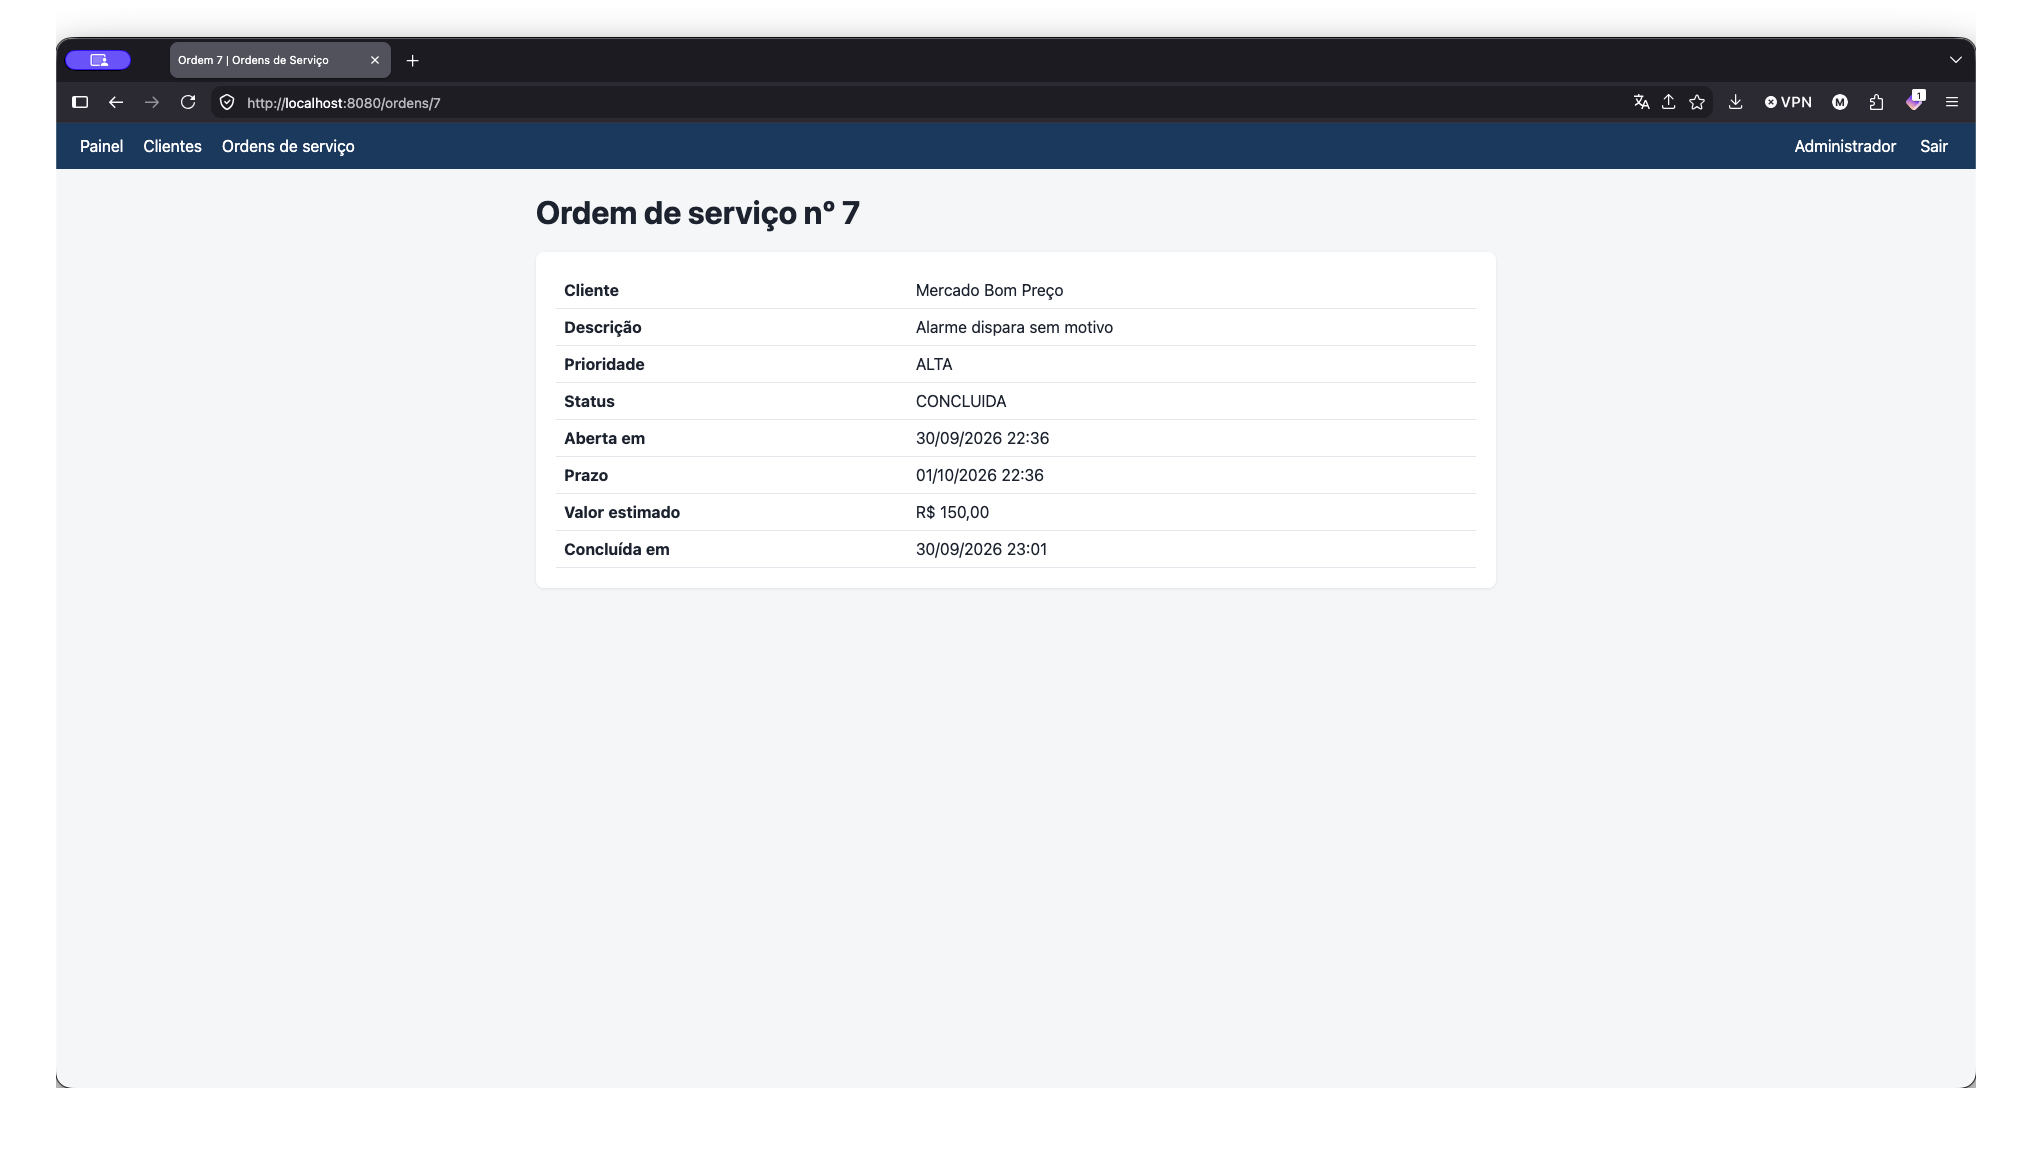 Ordem 7 | Ordens de Serviço
http://localhost:8080/ordens/7
VPN
M
1
Painel Clientes Ordens de serviço Administrador Sair
Ordem de serviço nº 7
Cliente Mercado Bom Preço
Descrição Alarme dispara sem motivo
Prioridade ALTA
Status CONCLUIDA
Aberta em 30/09/2026 22:36
Prazo 01/10/2026 22:36
Valor estimado R$ 150,00
Concluída em 30/09/2026 23:01